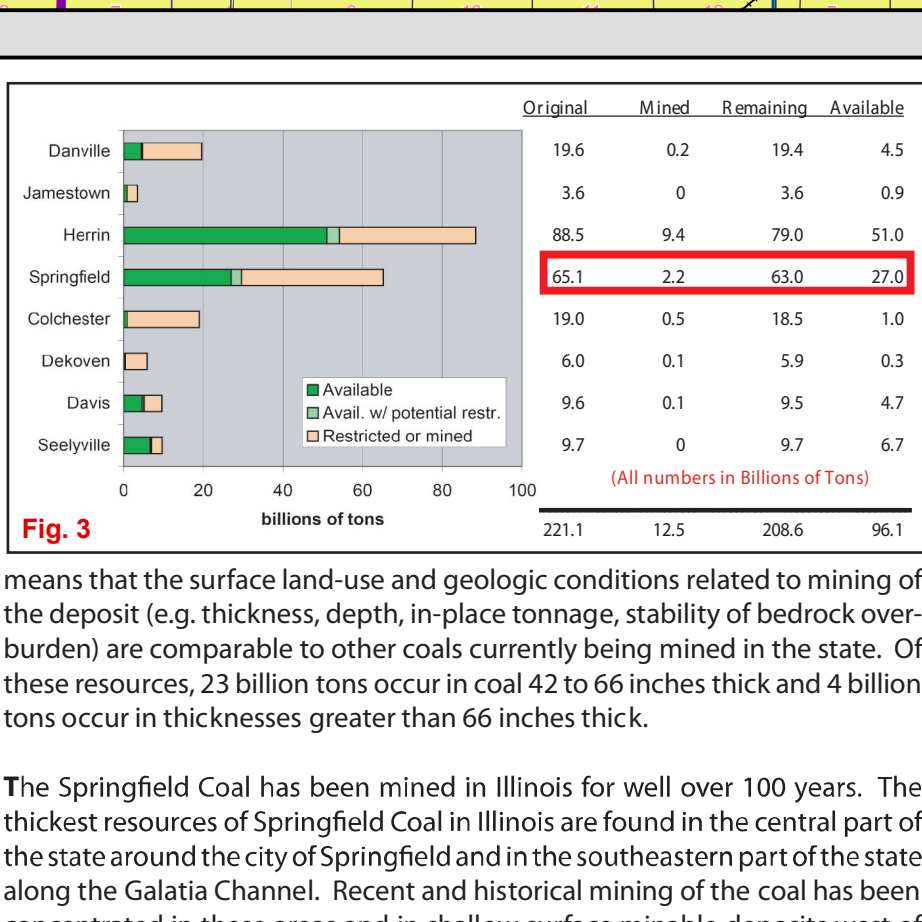 Original Mined Remaining Available
Danville 19.6 0.2 19.4 4.5
Jamestown 3.6 0 3.6 0.9
Herrin 88.5 9.4 79.0 51.0
Springfield 65.1 2.2 63.0 27.0
Colchester 19.0 0.5 18.5 1.0
Dekoven 6.0 0.1 5.9 0.3
Davis 9.6 0.1 9.5 4.7
Seelyville 9.7 0 9.7 6.7
Available
Avail. w/ potential restr.
Restricted or mined
(All numbers in Billions of Tons)
0 20 40 60 80 100
billions of tons
Fig. 3
221.1 12.5 208.6 96.1
means that the surface land-use and geologic conditions related to mining of
the deposit (e.g. thickness, depth, in-place tonnage, stability of bedrock over-
burden) are comparable to other coals currently being mined in the state. Of
these resources, 23 billion tons occur in coal 42 to 66 inches thick and 4 billion
tons occur in thicknesses greater than 66 inches thick.
The Springfield Coal has been mined in Illinois for well over 100 years. The
thickest resources of Springfield Coal in Illinois are found in the central part of
the state around the city of Springfield and in the southeastern part of the state
along the Galatia Channel. Recent and historical mining of the coal has been